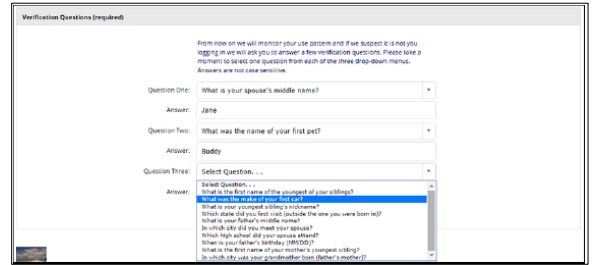 Verification Questions (required)
From now on we will monitor your use pattern and if we suspect it is not you
logging in we will ask you to answer a few verification questions. Please take a
moment to select one question from each of the three drop-down menus.
Answers are not case sensitive.
Question One: What is your spouse's middle name?
Answer: Jane
Question Two: What was the name of your first pet?
Answer: Buddy
Question Three: Select Question. . .
Answer:
Select Question. . .
What is the first name of the youngest of your siblings?
What was the make of your first car?
What is your youngest sibling's nickname?
Which state did you first visit (outside the one you were born in)?
What is your father's middle name?
In which city did you meet your spouse?
Which high school did your spouse attend?
When is your father's birthday (MM/DD)?
What is the first name of your mother's youngest sibling?
In which city was your grandmother born (father's mother)?